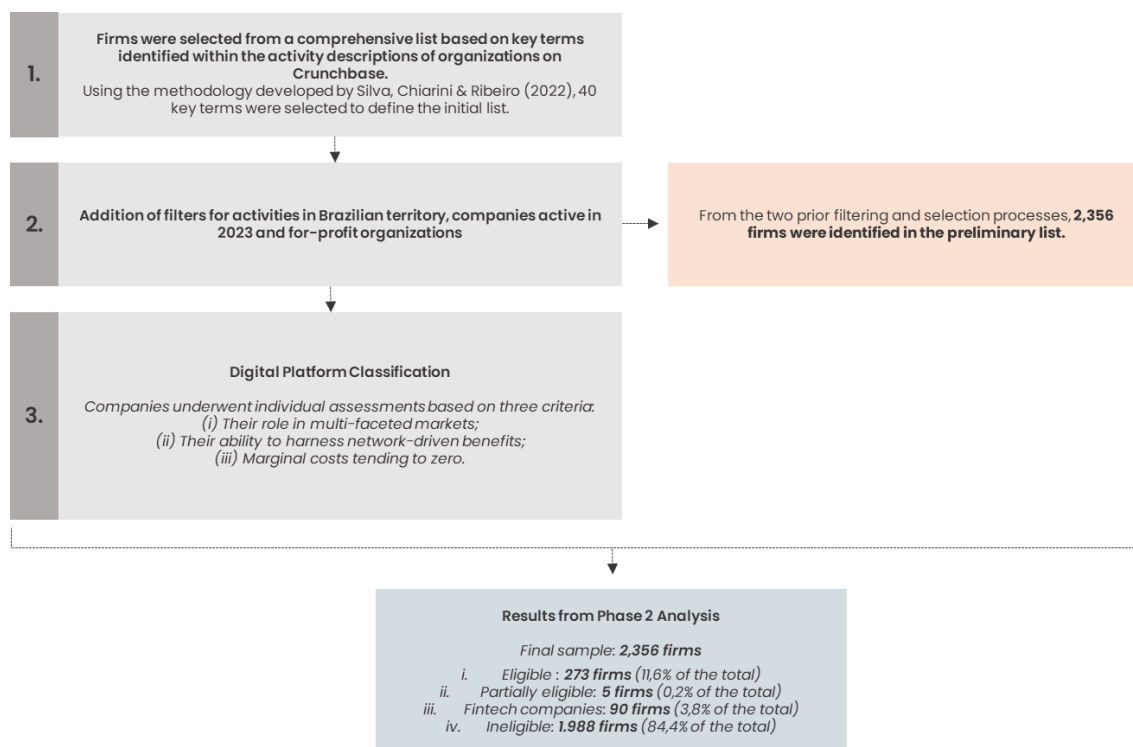 1.
Firms were selected from a comprehensive list based on key terms
identified within the activity descriptions of organizations on
Crunchbase.
Using the methodology developed by Silva, Chiarini & Ribeiro (2022), 40
key terms were selected to define the initial list.
2.
Addition of filters for activities in Brazilian territory, companies active in
2023 and for-profit organizations
From the two prior filtering and selection processes, 2,356
firms were identified in the preliminary list.
3.
Digital Platform Classification
Companies underwent individual assessments based on three criteria:
(i) Their role in multi-faceted markets;
(ii) Their ability to harness network-driven benefits;
(iii) Marginal costs tending to zero.
Results from Phase 2 Analysis
Final sample: 2,356 firms
i. Eligible : 273 firms (11,6% of the total)
ii. Partially eligible: 5 firms (0,2% of the total)
iii. Fintech companies: 90 firms (3,8% of the total)
iv. Ineligible: 1.988 firms (84,4% of the total)